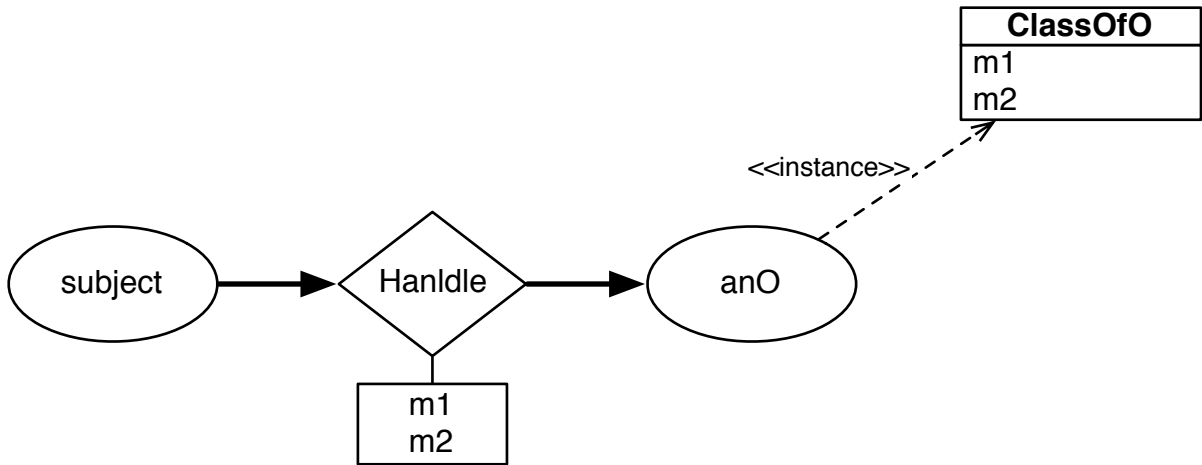 ClassOfO
m1
m2
<<instance>>
subject
Hanldle
anO
m1
m2